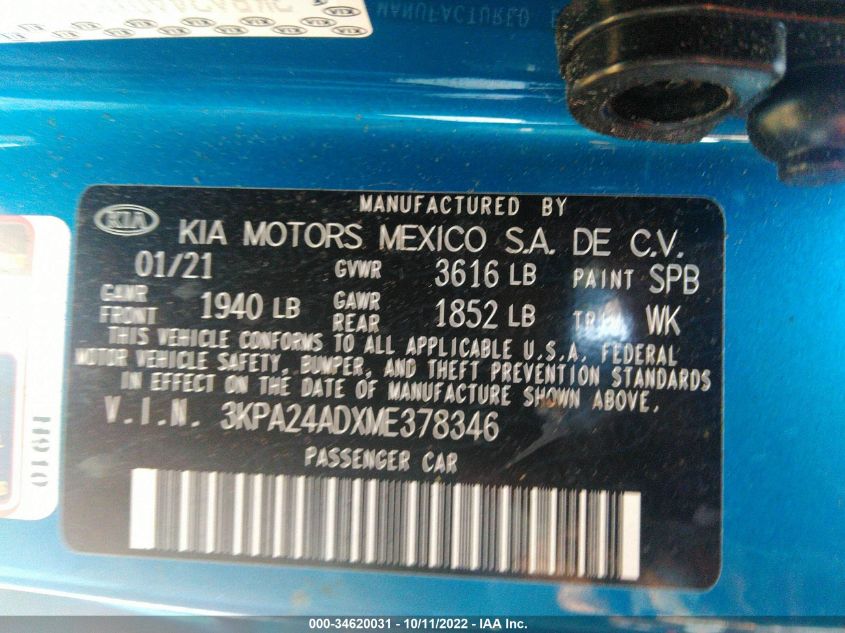 MANUFACTURED BY
KIA KIA MOTORS MEXICO S.A. DE C.V.
01/21 GVWR 3616 LB PAINT SPB
GAWR FRONT 1940 LB GAWR REAR 1852 LB TRIM WK
THIS VEHICLE CONFORMS TO ALL APPLICABLE U.S.A. FEDERAL
MOTOR VEHICLE SAFETY, BUMPER, AND THEFT PREVENTION STANDARDS
IN EFFECT ON THE DATE OF MANUFACTURE SHOWN ABOVE.
V.I.N. 3KPA24ADXME378346
PASSENGER CAR
H910
000-34620031 - 10/11/2022 - IAA Inc.